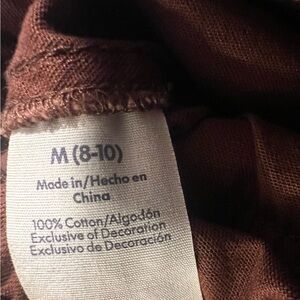 M (8-10)
Made in/Hecho en
China
100% Cotton/Algodón
Exclusive of Decoration
Exclusivo de Decoración